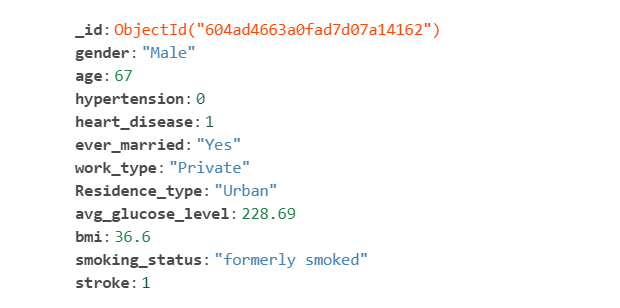 _id: ObjectId("604ad4663a0fad7d07a14162")
gender: "Male"
age: 67
hypertension: 0
heart_disease: 1
ever_married: "Yes"
work_type: "Private"
Residence_type: "Urban"
avg_glucose_level: 228.69
bmi: 36.6
smoking_status: "formerly smoked"
stroke: 1